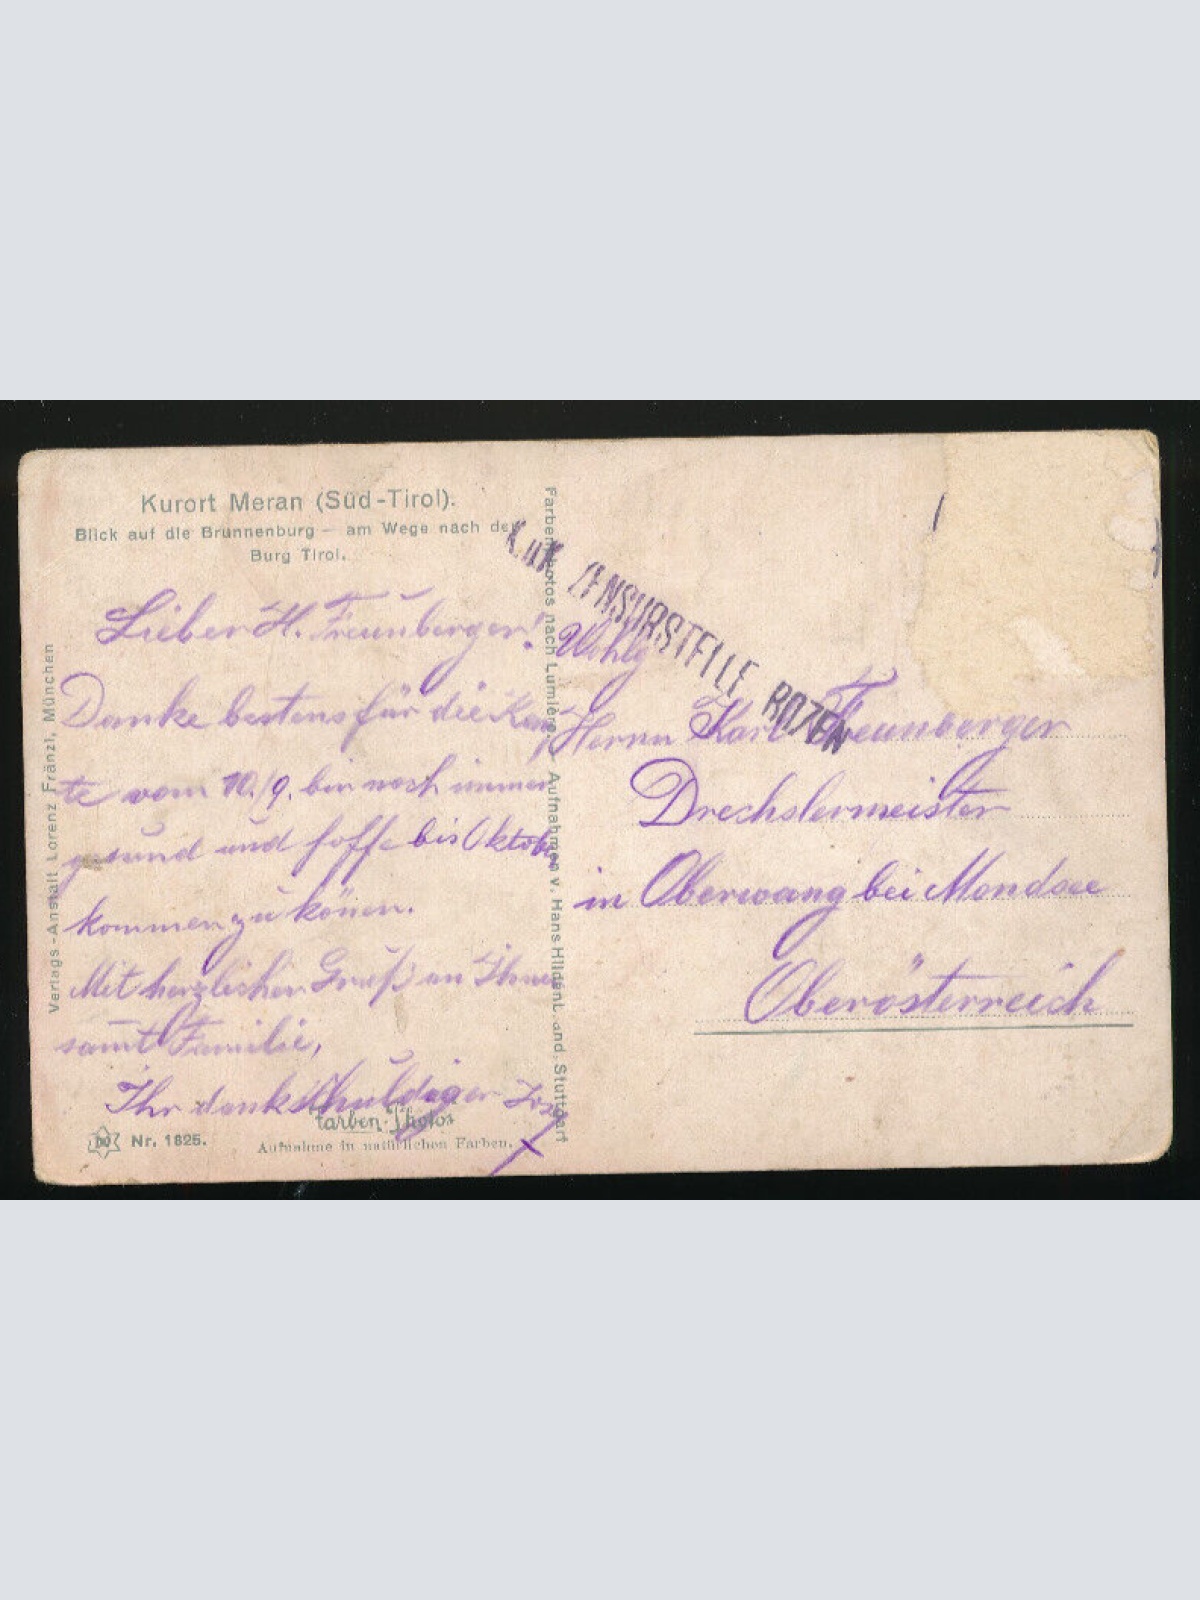 Kurort Meran (Süd-Tirol).
Blick auf die Brunnenburg – am Wege nach der
Burg Tirol.
Lieber H. Freunberger!
Danke bestens für die Kar-
te vom 10./9. bin noch immer
gesund und hoffe bis Oktober
kommen zu können.
Mit herzlichen Gruß an Ihnen
samt Familie,
Ihr dankschuldiger
Farben-Photos
Nr. 1625.
Aufnahme in natürlichen Farben.
Verlags-Anstalt Lorenz Fränzl, München
Farbenphotos nach Lumière. Aufnahmen v. Hans Hildenbrand, Stuttgart
K.u.K. ZENSURSTELLE BOZEN
Wohlg
Herrn Karl Freunberger
Drechslermeister
in Oberwang bei Mondsee
Oberösterreich